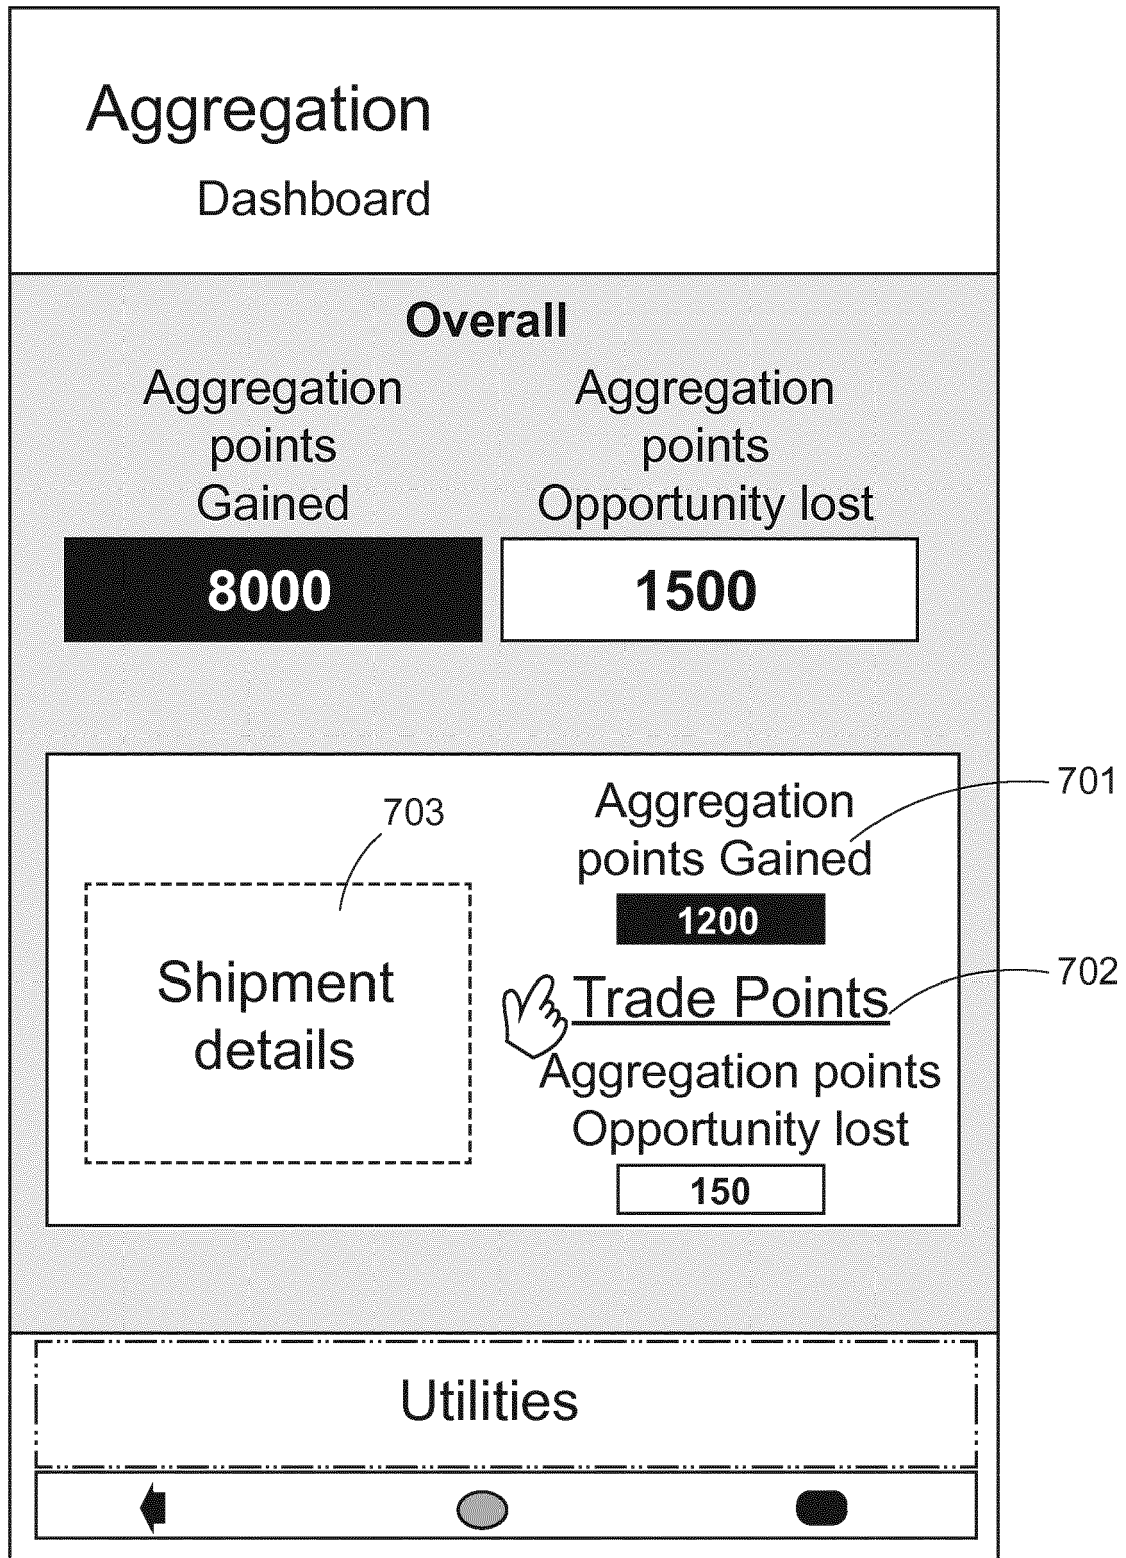 Aggregation
Dashboard
Overall
Aggregation
points
Gained
8000
Aggregation
points
Opportunity lost
1500
703
Shipment
details
Aggregation
points Gained
1200
701
Trade Points
702
Aggregation points
Opportunity lost
150
Utilities